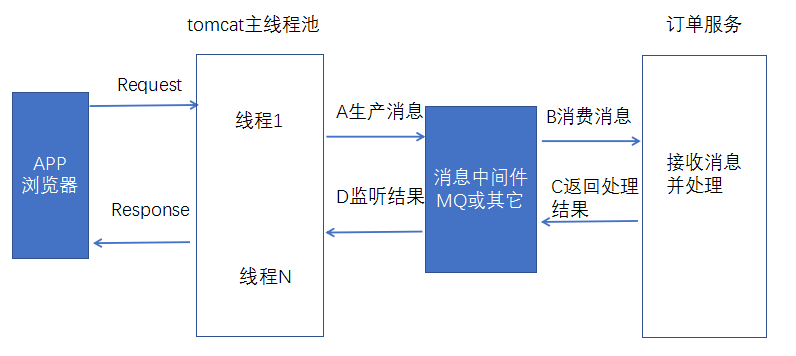 tomcat主线程池
订单服务
Request
APP
浏览器
Response
线程1
线程N
A生产消息
D监听结果
消息中间件
MQ或其它
B消费消息
C返回处理
结果
接收消息
并处理